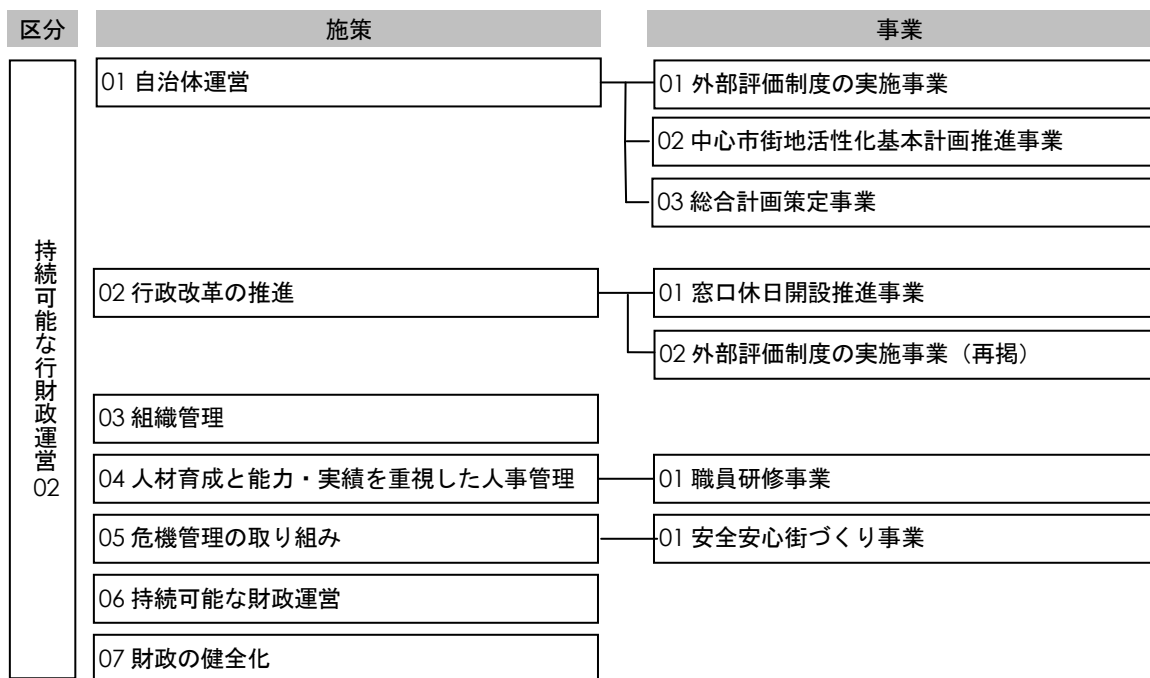 区分
施策
事業
持続可能な行財政運営 02
01 自治体運営
01 外部評価制度の実施事業
02 中心市街地活性化基本計画推進事業
03 総合計画策定事業
02 行政改革の推進
01 窓口休日開設推進事業
02 外部評価制度の実施事業（再掲）
03 組織管理
04 人材育成と能力・実績を重視した人事管理
01 職員研修事業
05 危機管理の取り組み
01 安全安心街づくり事業
06 持続可能な財政運営
07 財政の健全化